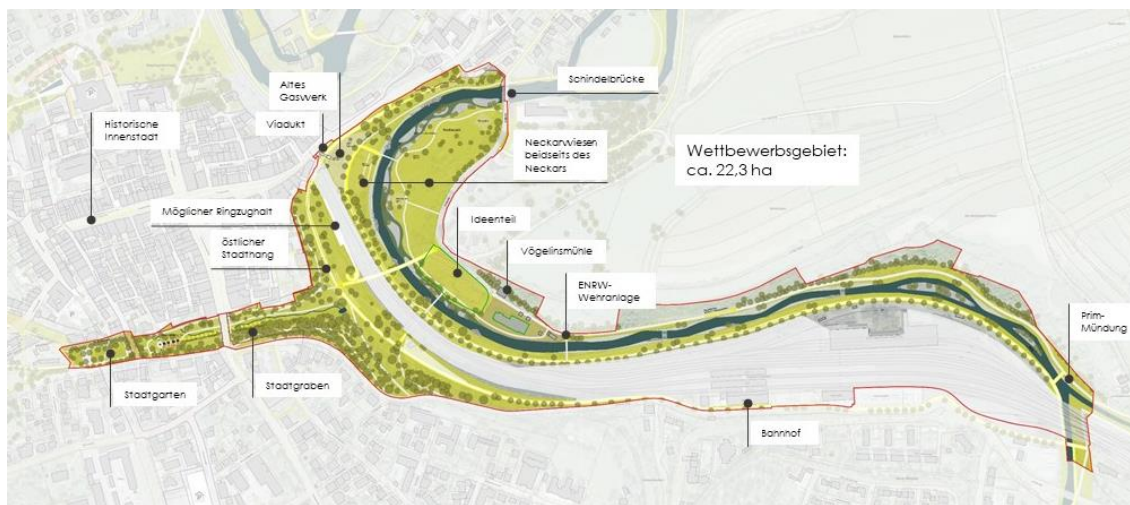 Altes
Gaswerk
Viadukt
Historische
Innenstadt
Möglicher Ringzughalt
östlicher
Stadthang
Stadtgarten
Stadtgraben
Schindelbrücke
Neckarwiesen
beidseits des
Neckars
Ideenteil
Vögelinsmühle
ENRW-
Wehranlage
Wettbewerbsgebiet:
ca. 22,3 ha
Prim-
Mündung
Bahnhof